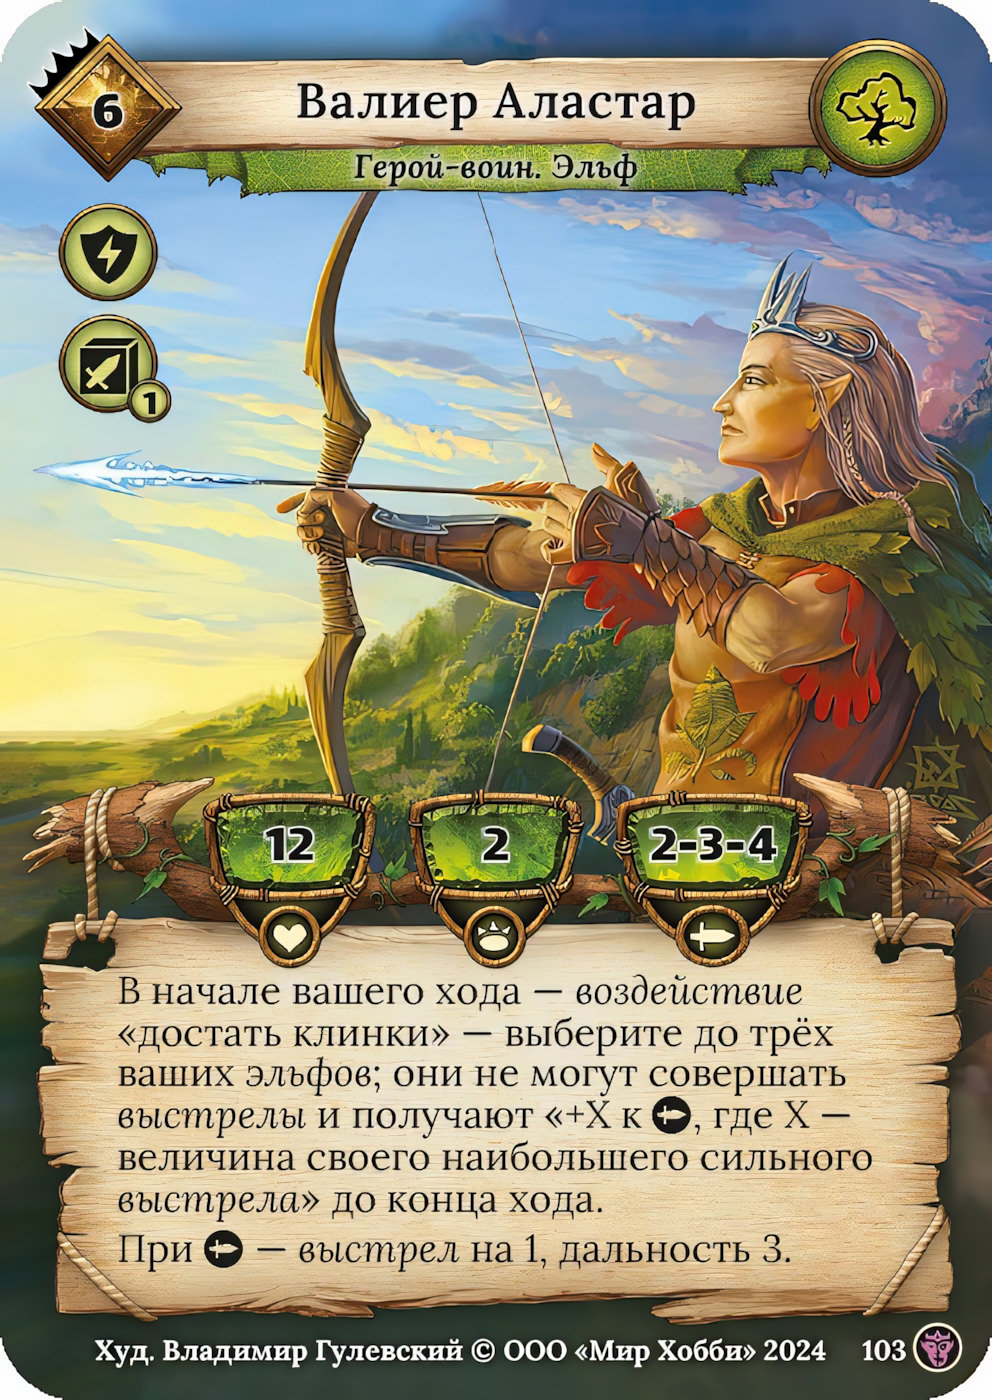 6
Валиер Аластар
Герой-воин. Эльф
1
12
2
2-3-4
В начале вашего хода — воздействие
«достать клинки» — выберите до трёх
ваших эльфов; они не могут совершать
выстрелы и получают «+X к , где X —
величина своего наибольшего сильного
выстрела» до конца хода.
При — выстрел на 1, дальность 3.
Худ. Владимир Гулевский © ООО «Мир Хобби» 2024 103